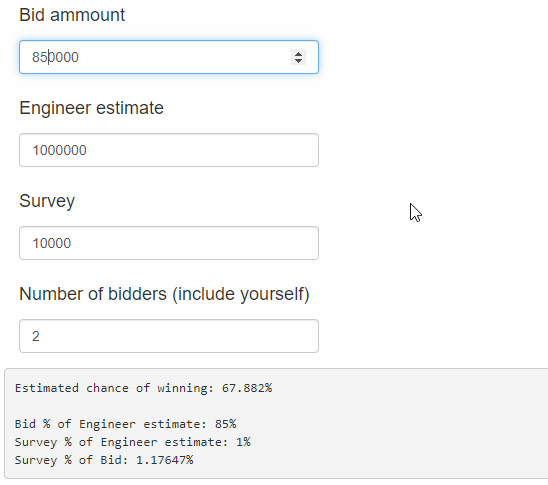 Bid ammount
850000
Engineer estimate
1000000
Survey
10000
Number of bidders (include yourself)
2
Estimated chance of winning: 67.882%
Bid % of Engineer estimate: 85%
Survey % of Engineer estimate: 1%
Survey % of Bid: 1.17647%